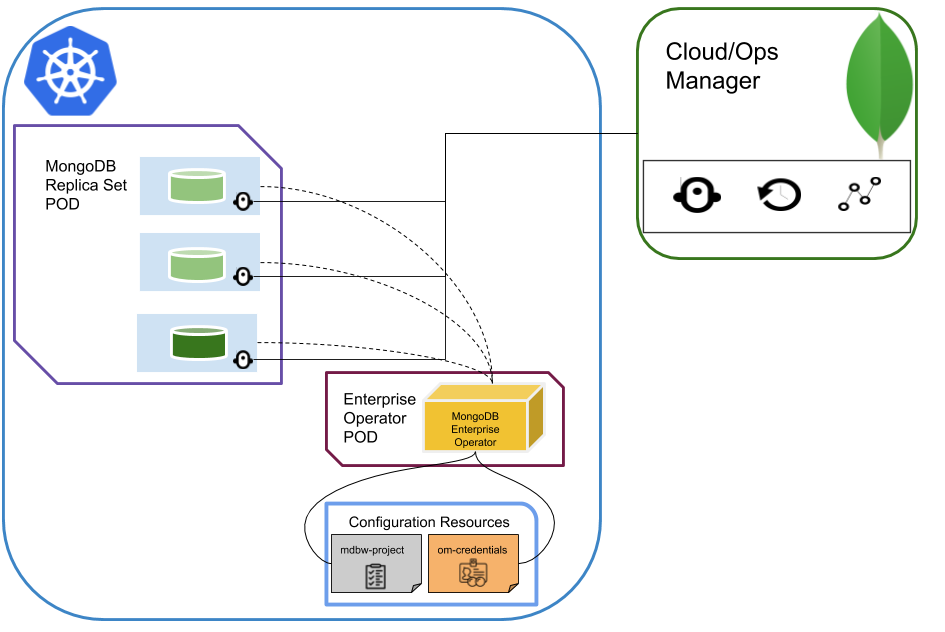 Cloud/Ops
Manager
MongoDB
Replica Set
POD
Enterprise
Operator
POD
MongoDB
Enterprise
Operator
Configuration Resources
mdbw-project
om-credentials